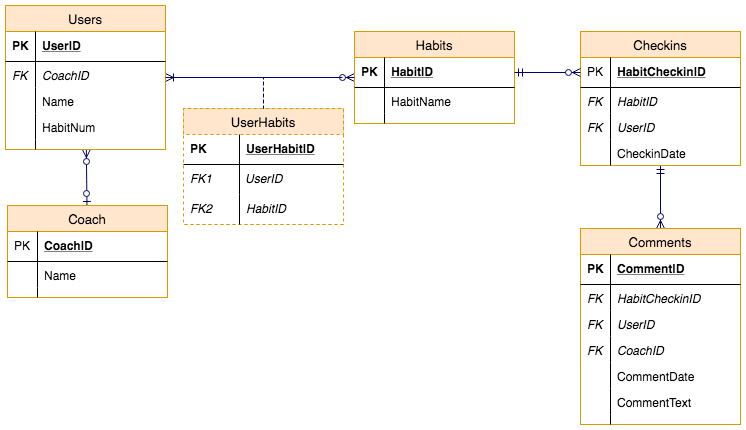 Users
PK UserID
FK CoachID
Name
HabitNum
Coach
PK CoachID
Name
UserHabits
PK UserHabitID
FK1 UserID
FK2 HabitID
Habits
PK HabitID
HabitName
Checkins
PK HabitCheckinID
FK HabitID
FK UserID
CheckinDate
Comments
PK CommentID
FK HabitCheckinID
FK UserID
FK CoachID
CommentDate
CommentText